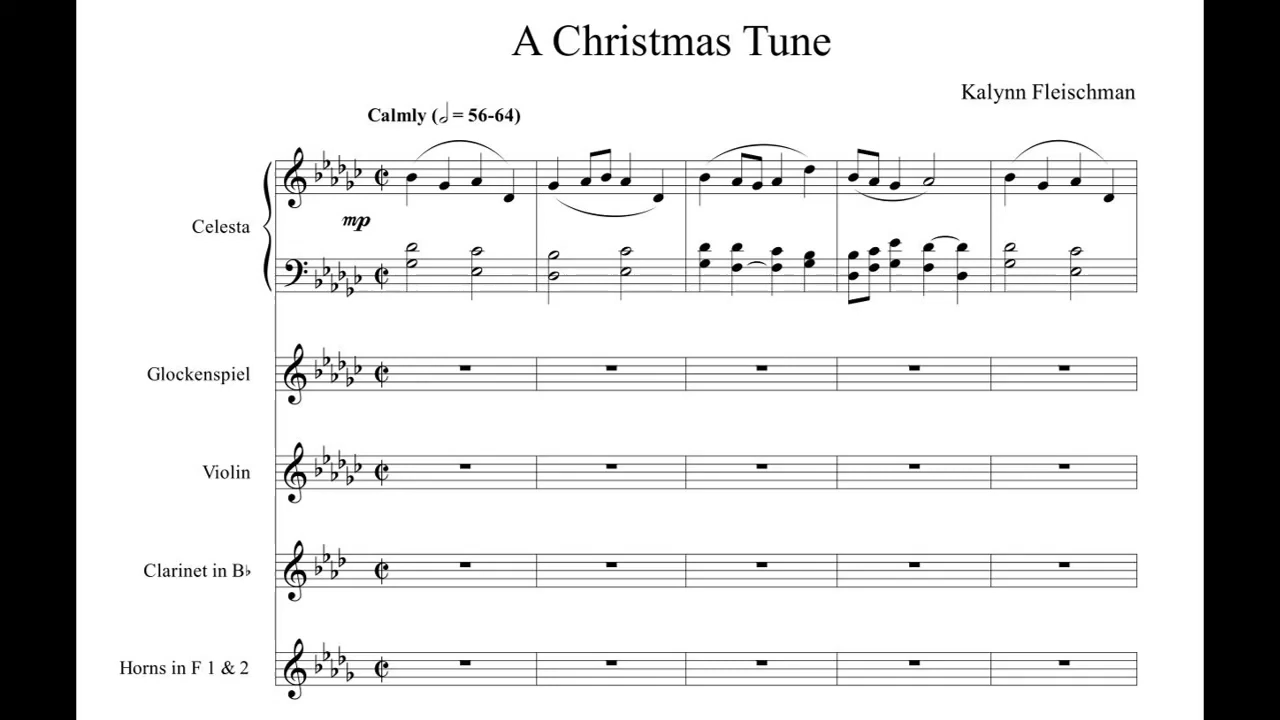 A Christmas Tune
Kalynn Fleischman
Calmly (𝅗𝅥 = 56-64)
Celesta
mp
Glockenspiel
Violin
Clarinet in B♭
Horns in F 1 & 2